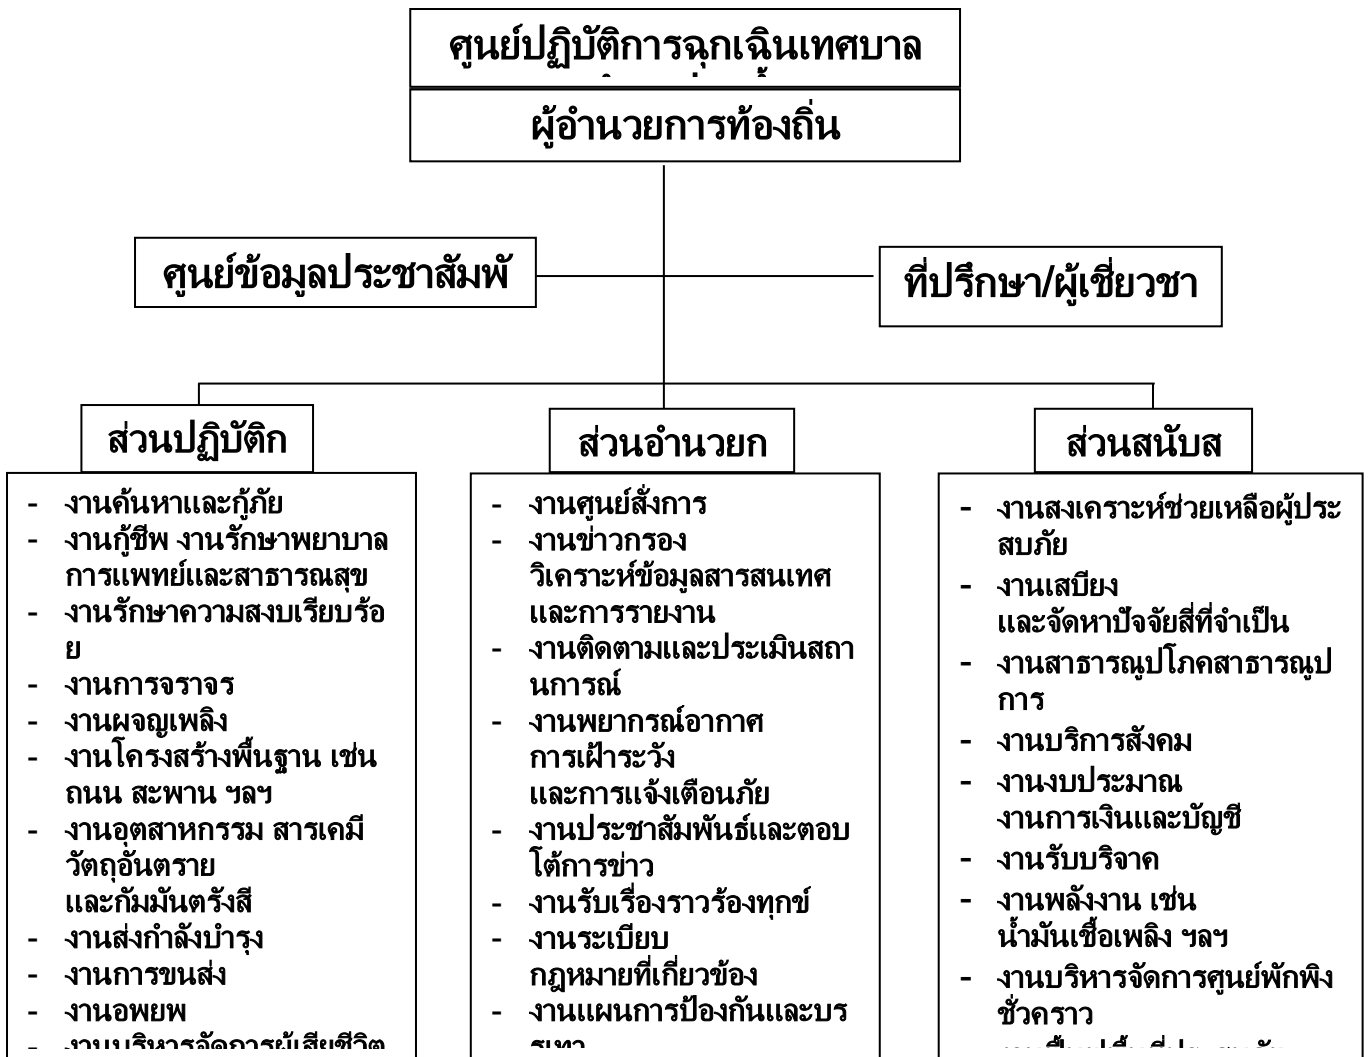 ศูนย์ปฏิบัติการฉุกเฉินเทศบาล
ผู้อำนวยการท้องถิ่น
ศูนย์ข้อมูลประชาสัมพั
ที่ปรึกษา/ผู้เชี่ยวชา
ส่วนปฏิบัติก
- งานค้นหาและกู้ภัย
- งานกู้ชีพ งานรักษาพยาบาล
การแพทย์และสาธารณสุข
- งานรักษาความสงบเรียบร้อ
ย
- งานการจราจร
- งานผจญเพลิง
- งานโครงสร้างพื้นฐาน เช่น
ถนน สะพาน ฯลฯ
- งานอุตสาหกรรม สารเคมี
วัตถุอันตราย
และกัมมันตรังสี
- งานส่งกำลังบำรุง
- งานการขนส่ง
- งานอพยพ
- งานบริหารจัดการผู้เสียชีวิต
ส่วนอำนวยก
- งานศูนย์สั่งการ
- งานข่าวกรอง
วิเคราะห์ข้อมูลสารสนเทศ
และการรายงาน
- งานติดตามและประเมินสถา
นการณ์
- งานพยากรณ์อากาศ
การเฝ้าระวัง
และการแจ้งเตือนภัย
- งานประชาสัมพันธ์และตอบ
โต้การข่าว
- งานรับเรื่องราวร้องทุกข์
- งานระเบียบ
กฎหมายที่เกี่ยวข้อง
- งานแผนการป้องกันและบร
รเทา
ส่วนสนับส
- งานสงเคราะห์ช่วยเหลือผู้ประ
สบภัย
- งานเสบียง
และจัดหาปัจจัยสี่ที่จำเป็น
- งานสาธารณูปโภคสาธารณูป
การ
- งานบริการสังคม
- งานงบประมาณ
งานการเงินและบัญชี
- งานรับบริจาค
- งานพลังงาน เช่น
น้ำมันเชื้อเพลิง ฯลฯ
- งานบริหารจัดการศูนย์พักพิง
ชั่วคราว